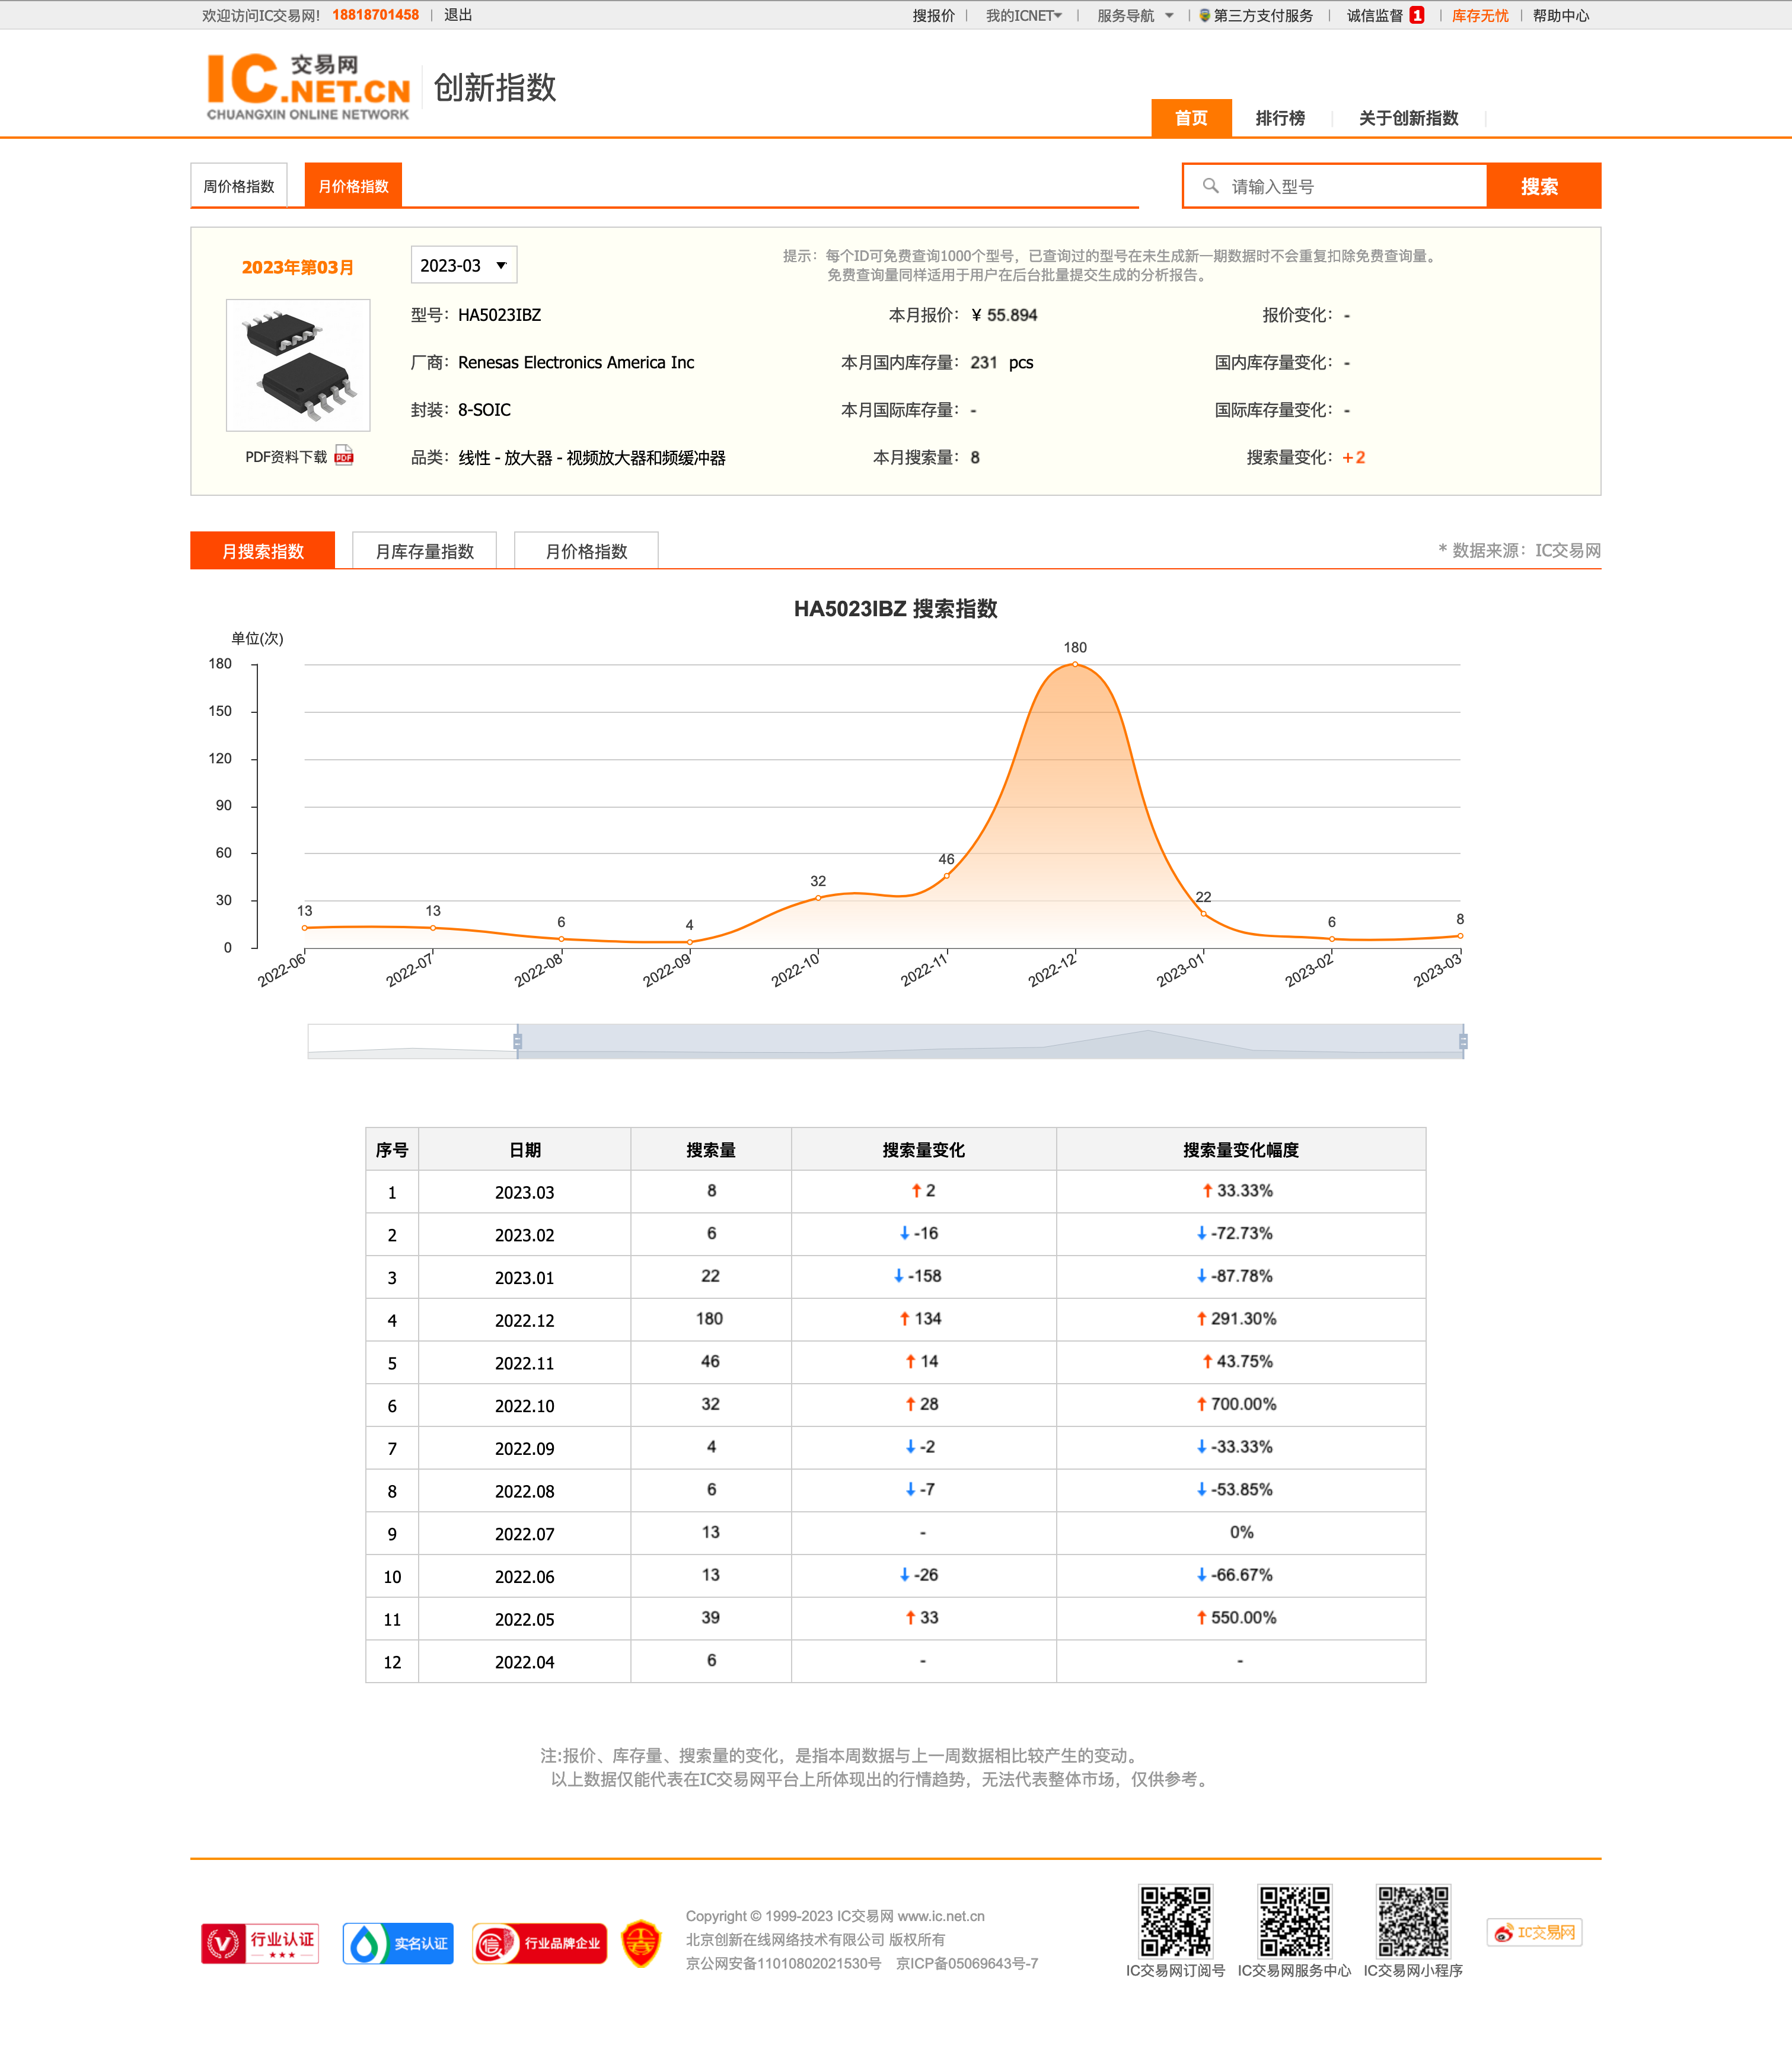 欢迎访问IC交易网! 18818701458 | 退出 搜报价 | 我的ICNET | 服务导航 | 第三方支付服务 | 诚信监督 1 | 库存无忧 | 帮助中心
IC 交易网 .NET.CN 创新指数
CHUANGXIN ONLINE NETWORK
首页 排行榜 关于创新指数
周价格指数 月价格指数 请输入型号 搜索
2023年第03月 2023-03 提示：每个ID可免费查询1000个型号，已查询过的型号在未生成新一期数据时不会重复扣除免费查询量。
免费查询量同样适用于用户在后台批量提交生成的分析报告。
型号：HA5023IBZ 本月报价：¥ 55.894 报价变化：-
厂商：Renesas Electronics America Inc 本月国内库存量：231 pcs 国内库存量变化：-
封装：8-SOIC 本月国际库存量：- 国际库存量变化：-
PDF资料下载 PDF 品类：线性 - 放大器 - 视频放大器和频缓冲器 本月搜索量：8 搜索量变化：+2
月搜索指数 月库存量指数 月价格指数 * 数据来源：IC交易网
HA5023IBZ 搜索指数
单位(次)
180
150
120
90
60
30
0
13 13 6 4 32 46 180 22 6 8
2022-06 2022-07 2022-08 2022-09 2022-10 2022-11 2022-12 2023-01 2023-02 2023-03
序号 日期 搜索量 搜索量变化 搜索量变化幅度
1 2023.03 8 ↑ 2 ↑ 33.33%
2 2023.02 6 ↓ -16 ↓ -72.73%
3 2023.01 22 ↓ -158 ↓ -87.78%
4 2022.12 180 ↑ 134 ↑ 291.30%
5 2022.11 46 ↑ 14 ↑ 43.75%
6 2022.10 32 ↑ 28 ↑ 700.00%
7 2022.09 4 ↓ -2 ↓ -33.33%
8 2022.08 6 ↓ -7 ↓ -53.85%
9 2022.07 13 - 0%
10 2022.06 13 ↓ -26 ↓ -66.67%
11 2022.05 39 ↑ 33 ↑ 550.00%
12 2022.04 6 - -
注:报价、库存量、搜索量的变化，是指本周数据与上一周数据相比较产生的变动。
以上数据仅能代表在IC交易网平台上所体现出的行情趋势，无法代表整体市场，仅供参考。
行业认证 实名认证 行业品牌企业
Copyright © 1999-2023 IC交易网 www.ic.net.cn
北京创新在线网络技术有限公司 版权所有
京公网安备11010802021530号 京ICP备05069643号-7
IC交易网订阅号 IC交易网服务中心 IC交易网小程序
IC交易网